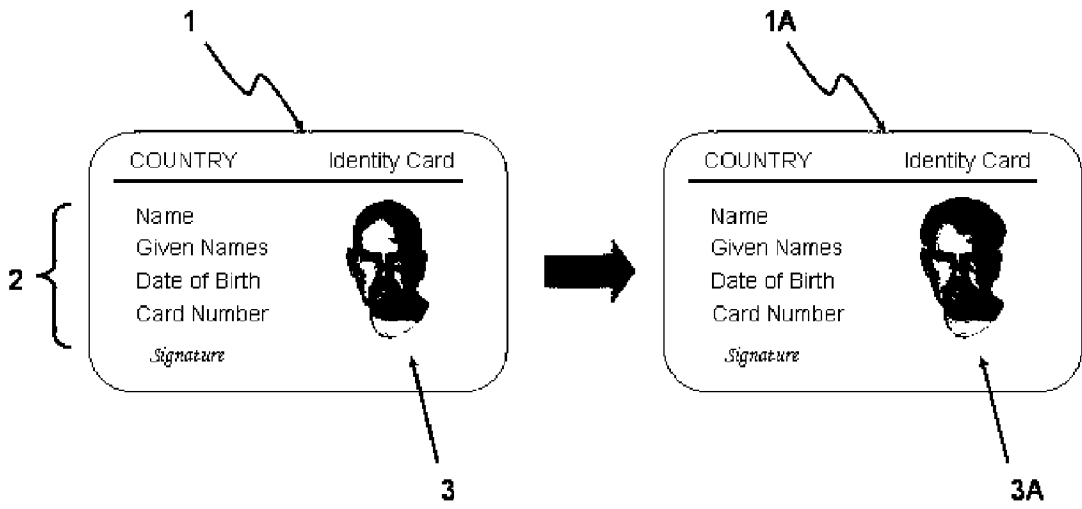 1 1A
COUNTRY Identity Card COUNTRY Identity Card
Name Name
Given Names Given Names
2 Date of Birth Date of Birth
Card Number Card Number
Signature Signature
3 3A